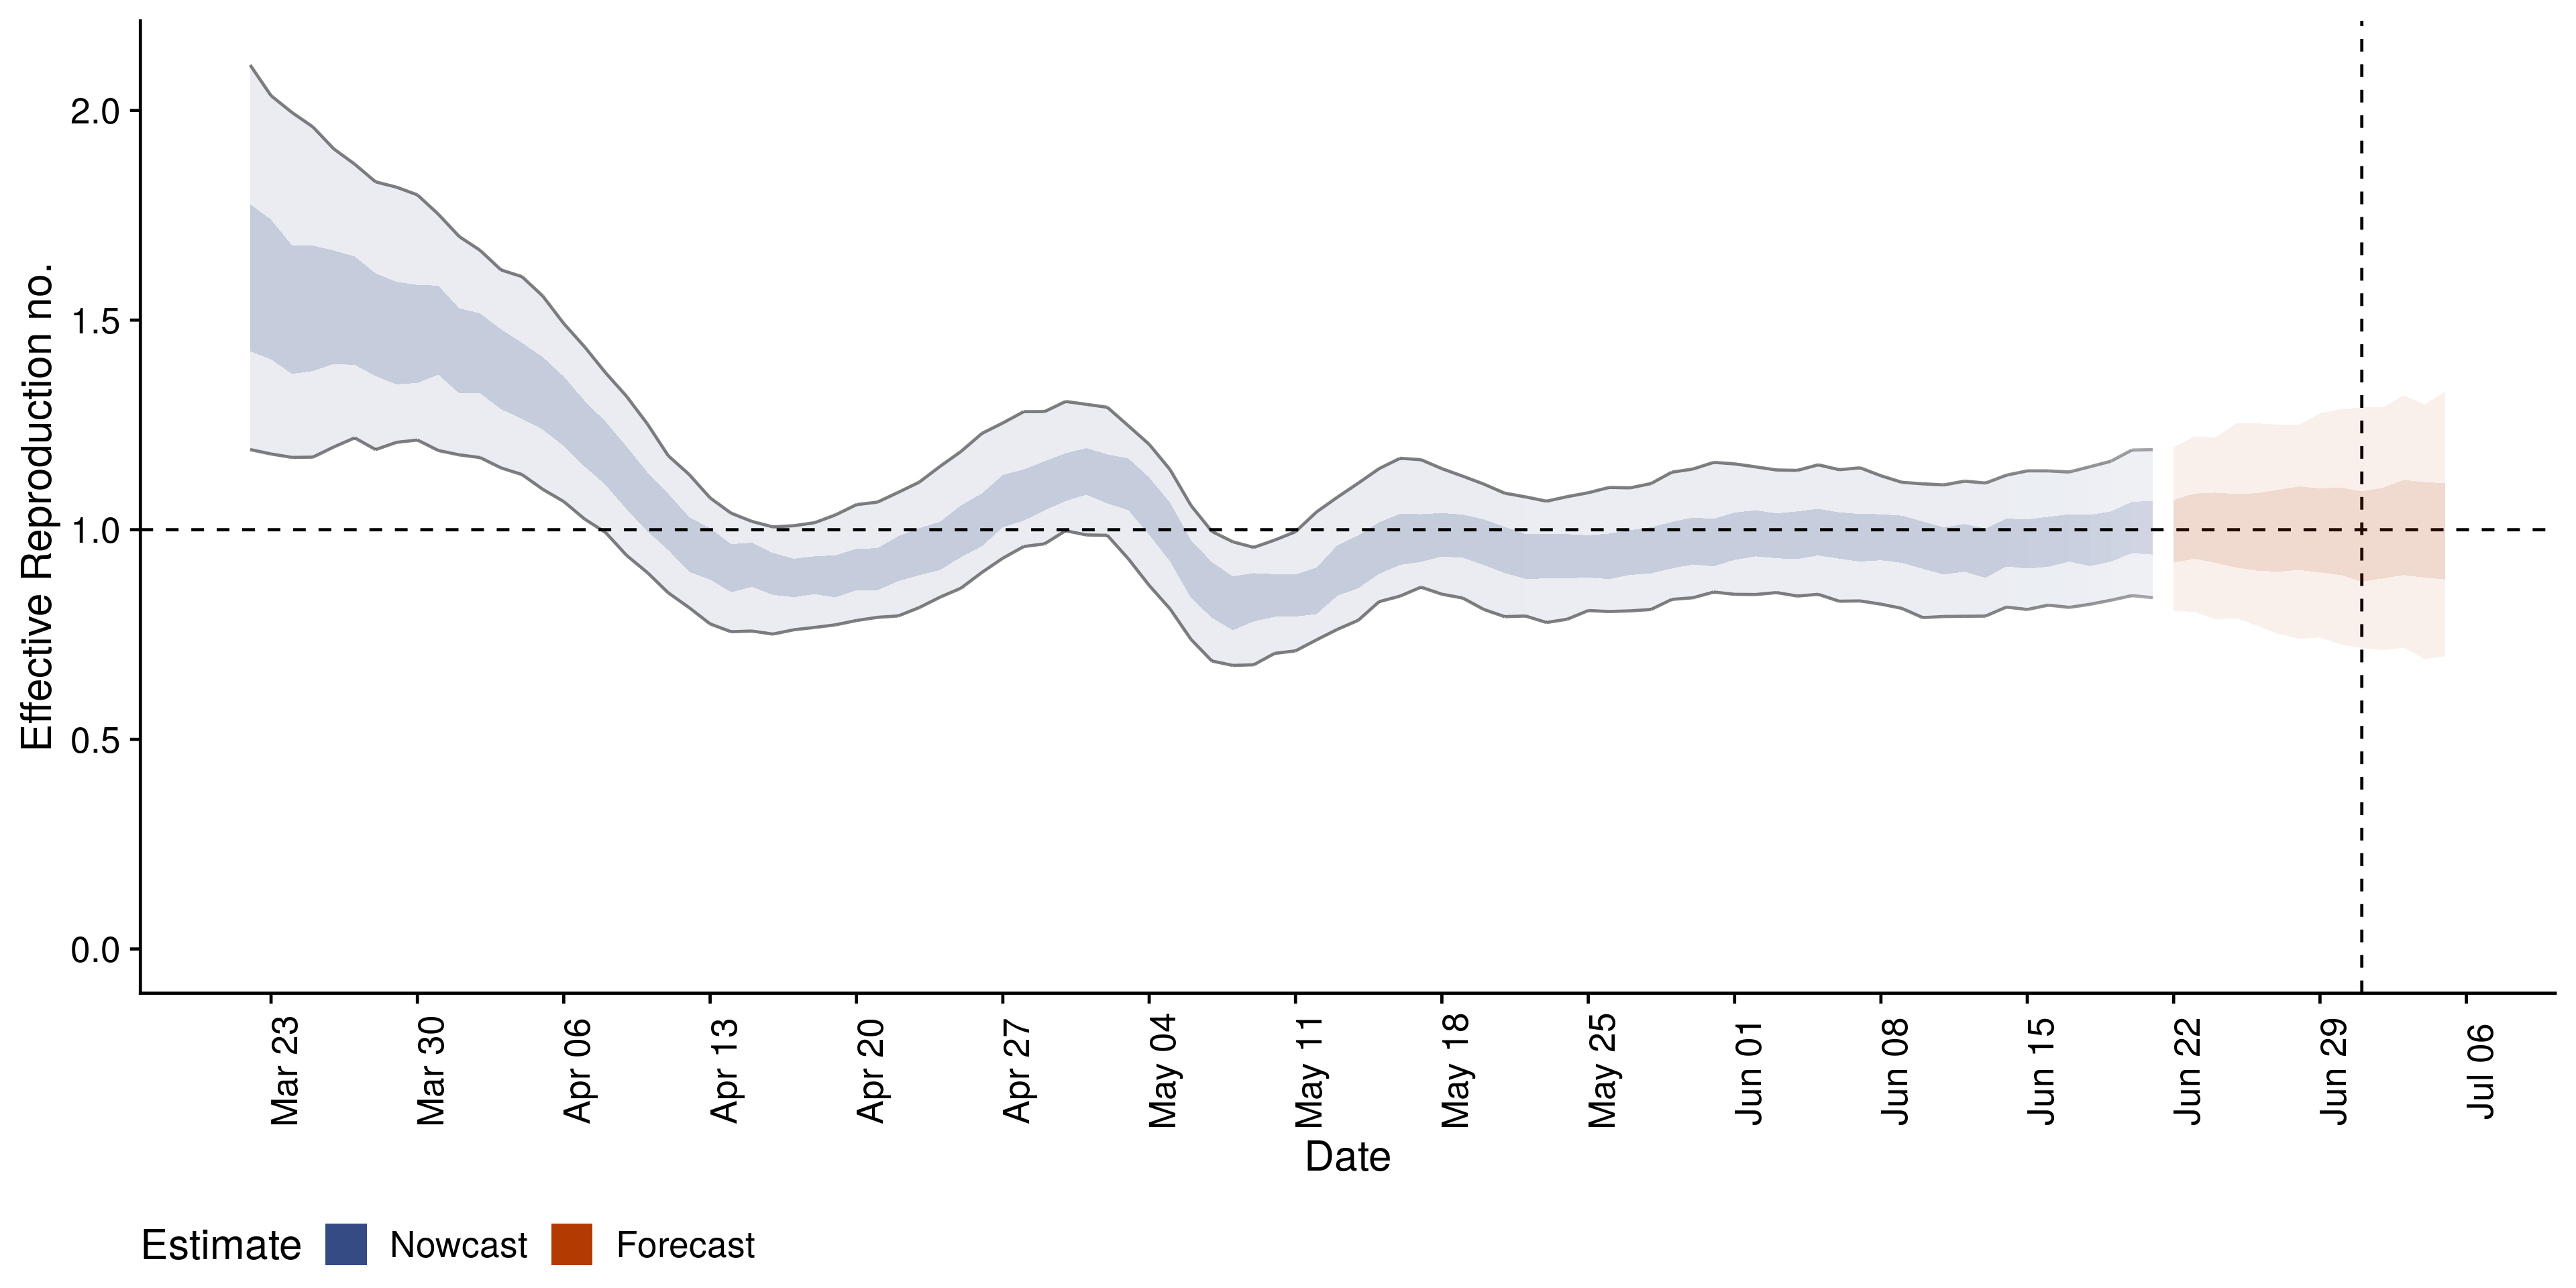 Effective Reproduction no.
2.0
1.5
1.0
0.5
0.0
Mar 23
Mar 30
Apr 06
Apr 13
Apr 20
Apr 27
May 04
May 11
May 18
May 25
Jun 01
Jun 08
Jun 15
Jun 22
Jun 29
Jul 06
Date
Estimate Nowcast Forecast